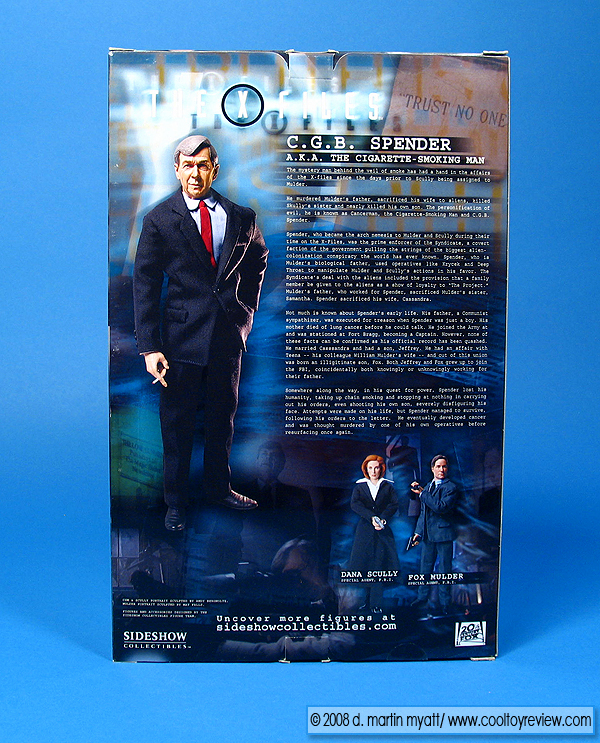 THE X FILES
"TRUST NO ONE
C.G.B. SPENDER
A.K.A. THE CIGARETTE-SMOKING MAN
The mystery man behind the veil of smoke has had a hand in the affairs
of the X-files since the days prior to Scully being assigned to
Mulder.
He murdered Mulder's father, sacrificed his wife to aliens, killed
Skully's sister and nearly killed his own son. The personification of
evil, he is known as Cancerman, the Cigarette-Smoking Man and C.G.B.
Spender.
Spender, who became the arch nemesis to Mulder and Scully during their
time on the X-Files, was the prime enforcer of the Syndicate, a covert
faction of the government pulling the strings of the biggest alien-
colonization conspiracy the world has ever known. Spender, who is
Mulder's biological father, used operatives like Krycek and Deep
Throat to manipulate Mulder and Scully's actions in his favor. The
Syndicate's deal with the aliens included the provision that a family
member be given to the aliens as a show of loyalty to "The Project."
Mulder's father, who worked for Spender, sacrificed Mulder's sister,
Samantha. Spender sacrificed his wife, Cassandra.
Not much is known about Spender's early life. His father, a Communist
sympathizer, was executed for treason when Spender was just a boy. His
mother died of lung cancer before he could talk. He joined the Army at
and was stationed at Fort Bragg, becoming a Captain. However, none of
these facts can be confirmed as his official record has been quashed.
He married Cassandra and had a son, Jeffrey. He had an affair with
Teena -- his colleague William Mulder's wife -- and out of this union
was born an illigitimate son, Fox. Both Jeffrey and Fox grew up to join
the FBI, coincidentally both knowingly or unknowingly working for
their father.
Somewhere along the way, in his quest for power, Spender lost his
humanity, taking up chain smoking and stopping at nothing in carrying
out his orders, even shooting his own son, severely disfiguring his
face. Attempts were made on his life, but Spender managed to survive,
following his orders to the letter. He eventually developed cancer
and was thought murdered by one of his own operatives before
resurfacing once again.
DANA SCULLY
SPECIAL AGENT, F.B.I.
FOX MULDER
SPECIAL AGENT, F.B.I.
FIGURES AND ACCESSORIES DESIGNED BY THE
SIDESHOW COLLECTIBLES FIGURE TEAM.
SIDESHOW
COLLECTIBLES™
Uncover more figures at
sideshowcollectibles.com
20th
CENTURY
FOX
© 2008 d. martin myatt/ www.cooltoyreview.com